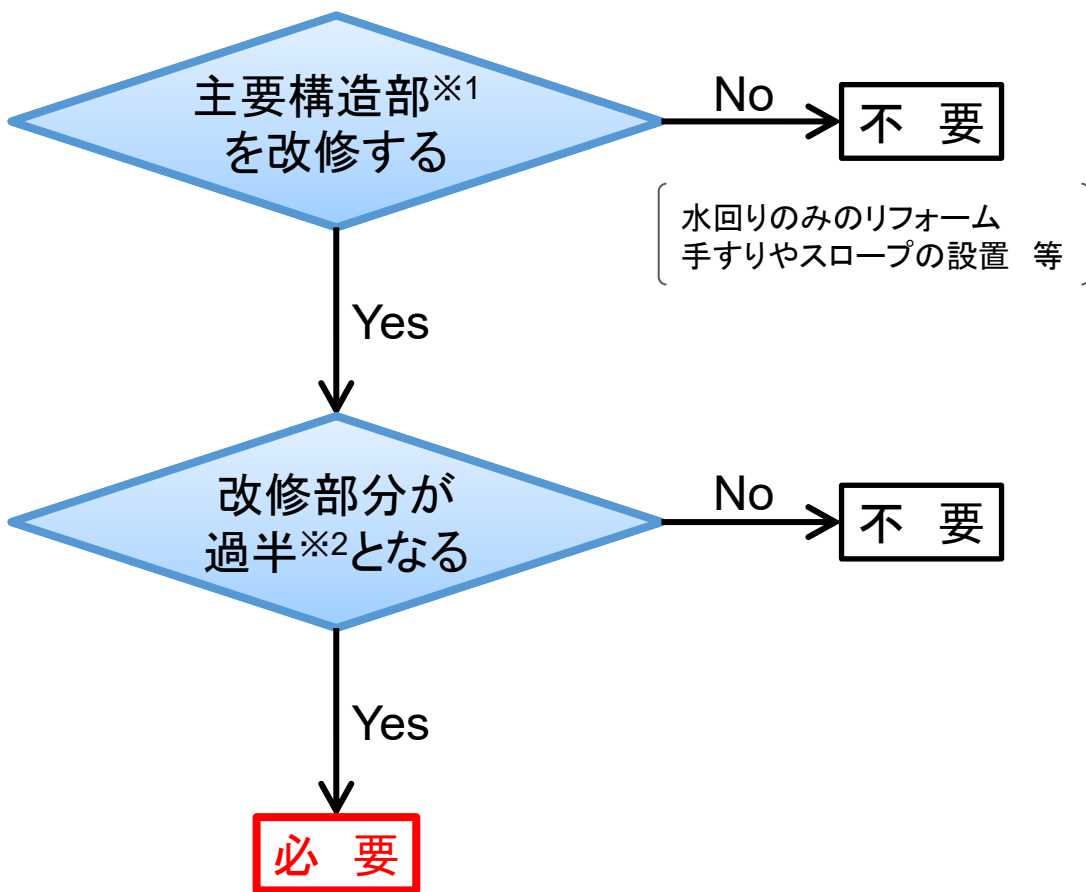 主要構造部※1
を改修する
No
不　要
水回りのみのリフォーム
手すりやスロープの設置　等
Yes
改修部分が
過半※2となる
No
不　要
Yes
必　要